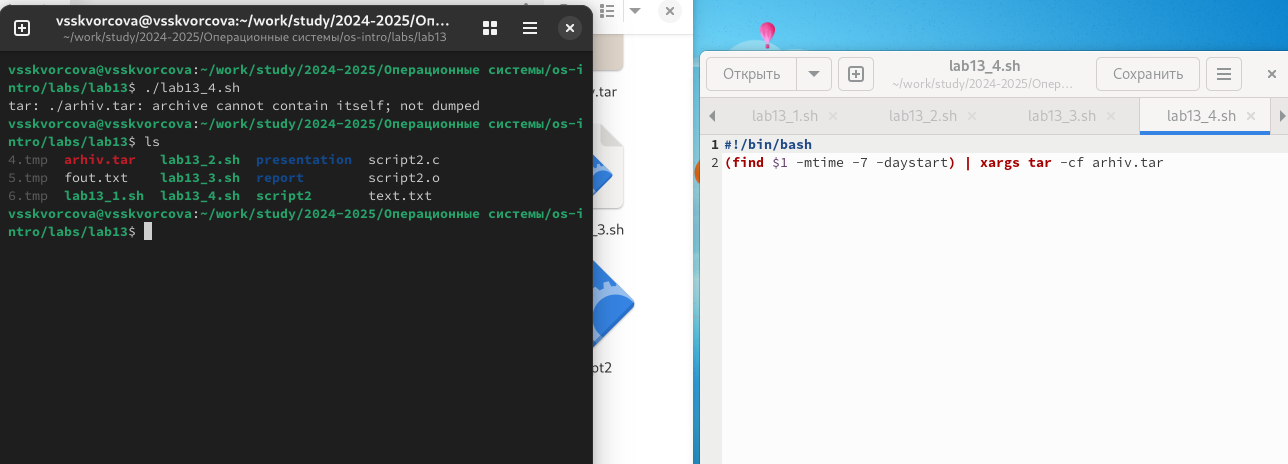 vsskvorcova@vsskvorcova:~/work/study/2024-2025/Оп...
~/work/study/2024-2025/Операционные системы/os-intro/labs/lab13
vsskvorcova@vsskvorcova:~/work/study/2024-2025/Операционные системы/os-i
ntro/labs/lab13$ ./lab13_4.sh
tar: ./arhiv.tar: archive cannot contain itself; not dumped
vsskvorcova@vsskvorcova:~/work/study/2024-2025/Операционные системы/os-i
ntro/labs/lab13$ ls
4.tmp arhiv.tar lab13_2.sh presentation script2.c
5.tmp fout.txt lab13_3.sh report script2.o
6.tmp lab13_1.sh lab13_4.sh script2 text.txt
vsskvorcova@vsskvorcova:~/work/study/2024-2025/Операционные системы/os-i
ntro/labs/lab13$
.tar
_3.sh
pt2
Открыть
lab13_4.sh
~/work/study/2024-2025/Опер...
Сохранить
lab13_1.sh lab13_2.sh lab13_3.sh lab13_4.sh
1 #!/bin/bash
2 (find $1 -mtime -7 -daystart) | xargs tar -cf arhiv.tar